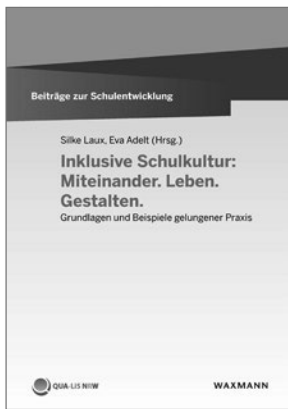 Beiträge zur Schulentwicklung
Silke Laux, Eva Adelt (Hrsg.)
Inklusive Schulkultur:
Miteinander. Leben.
Gestalten.
Grundlagen und Beispiele gelungener Praxis
QUA-LiS NRW
WAXMANN